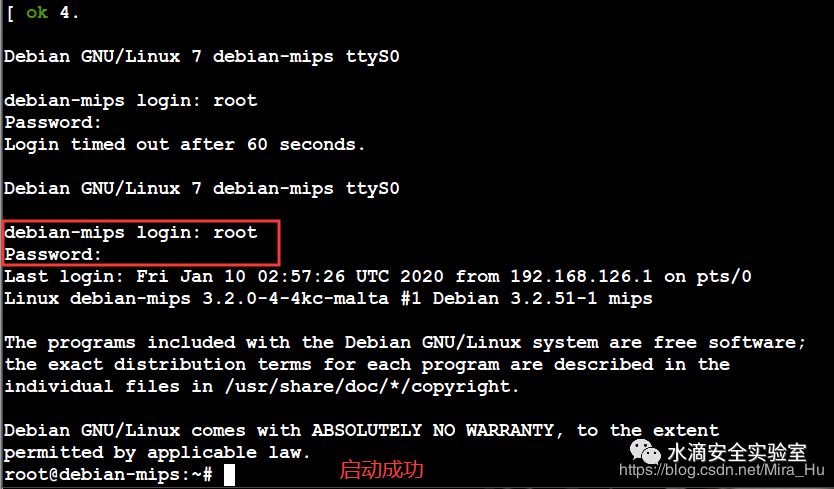 [ ok 4.
Debian GNU/Linux 7 debian-mips ttyS0
debian-mips login: root
Password:
Login timed out after 60 seconds.
Debian GNU/Linux 7 debian-mips ttyS0
debian-mips login: root
Password:
Last login: Fri Jan 10 02:57:26 UTC 2020 from 192.168.126.1 on pts/0
Linux debian-mips 3.2.0-4-4kc-malta #1 Debian 3.2.51-1 mips
The programs included with the Debian GNU/Linux system are free software;
the exact distribution terms for each program are described in the
individual files in /usr/share/doc/*/copyright.
Debian GNU/Linux comes with ABSOLUTELY NO WARRANTY, to the extent
permitted by applicable law.
root@debian-mips:~#
启动成功
水滴安全实验室
https://blog.csdn.net/Mira_Hu